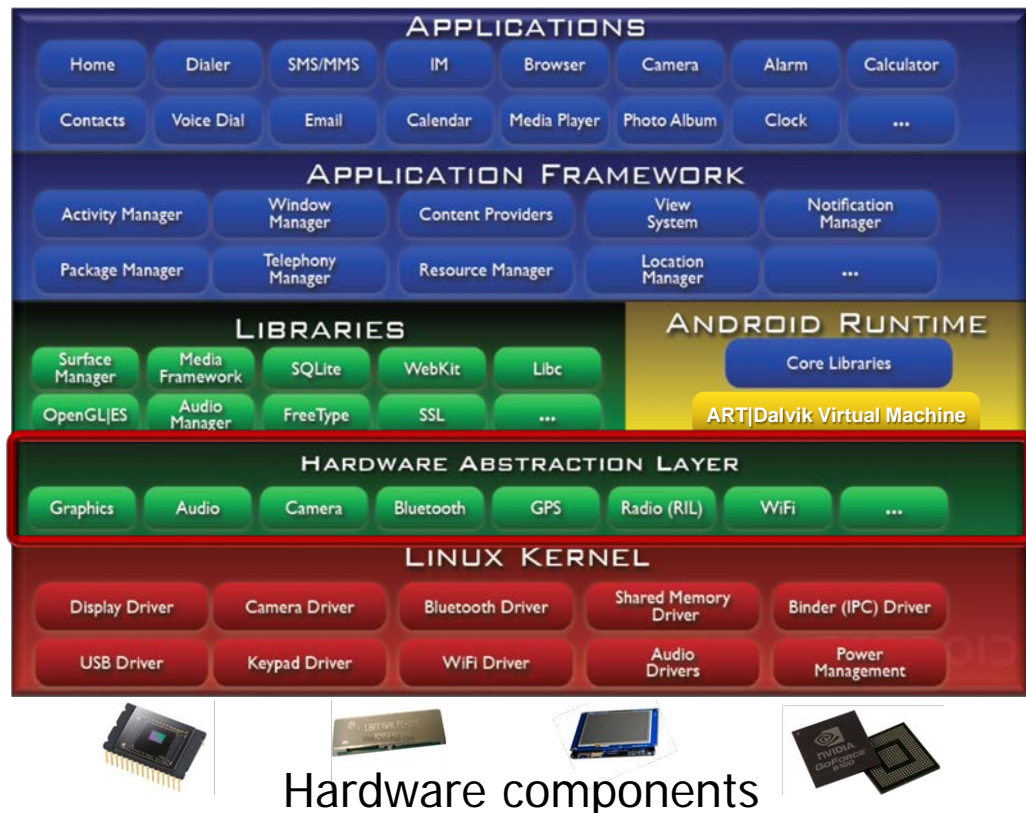 APPLICATIONS
Home Dialer SMS/MMS IM Browser Camera Alarm Calculator
Contacts Voice Dial Email Calendar Media Player Photo Album Clock ...
APPLICATION FRAMEWORK
Activity Manager Window Manager Content Providers View System Notification Manager
Package Manager Telephony Manager Resource Manager Location Manager ...
LIBRARIES
Surface Manager Media Framework SQLite WebKit Libc
OpenGL|ES Audio Manager FreeType SSL ...
ANDROID RUNTIME
Core Libraries
ART|Dalvik Virtual Machine
HARDWARE ABSTRACTION LAYER
Graphics Audio Camera Bluetooth GPS Radio (RIL) WiFi ...
LINUX KERNEL
Display Driver Camera Driver Bluetooth Driver Shared Memory Driver Binder (IPC) Driver
USB Driver Keypad Driver WiFi Driver Audio Drivers Power Management
NVIDIA
GOFORCE
Hardware components